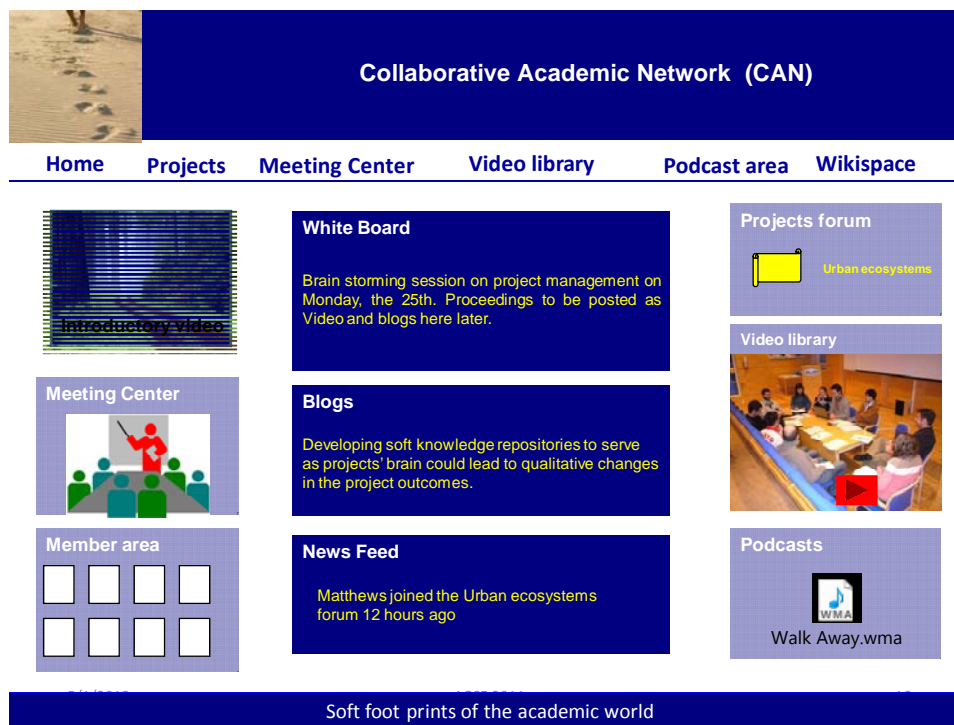 Collaborative Academic Network (CAN)
Home Projects Meeting Center Video library Podcast area Wikispace
Introductory video
Meeting Center
Member area
White Board
Brain storming session on project management on
Monday, the 25th. Proceedings to be posted as
Video and blogs here later.
Blogs
Developing soft knowledge repositories to serve
as projects' brain could lead to qualitative changes
in the project outcomes.
News Feed
Matthews joined the Urban ecosystems
forum 12 hours ago
Projects forum
Urban ecosystems
Video library
Podcasts
WMA
Walk Away.wma
Soft foot prints of the academic world